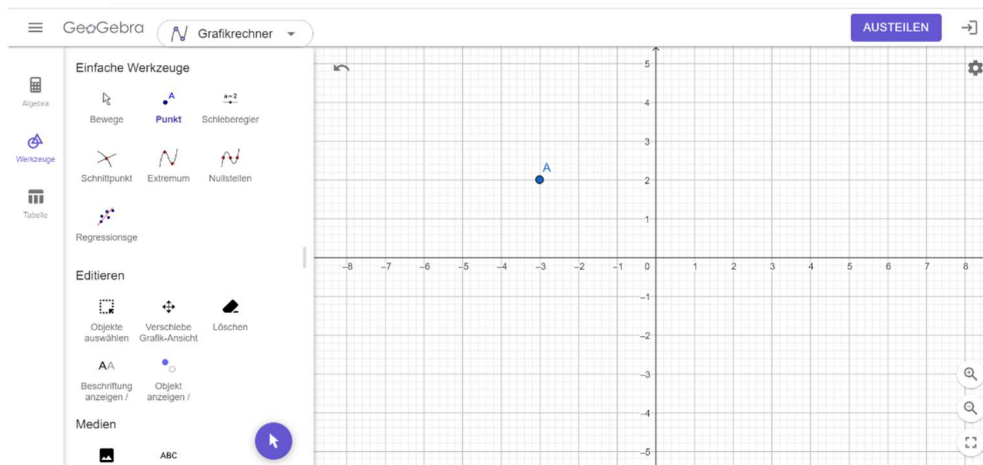 GeoGebra
Grafikrechner
AUSTEILEN
Algebra
Werkzeuge
Tabelle
Einfache Werkzeuge
Bewege
A
Punkt
a=2
Schieberegler
Schnittpunkt
Extremum
Nullstellen
Regressionsge
Editieren
Objekte
auswählen
Verschiebe
Grafik-Ansicht
Löschen
AA
Beschriftung
anzeigen /
Objekt
anzeigen /
Medien
ABC
A
5
4
3
2
1
-8 -7 -6 -5 -4 -3 -2 -1 0 1 2 3 4 5 6 7 8
-1
-2
-3
-4
-5